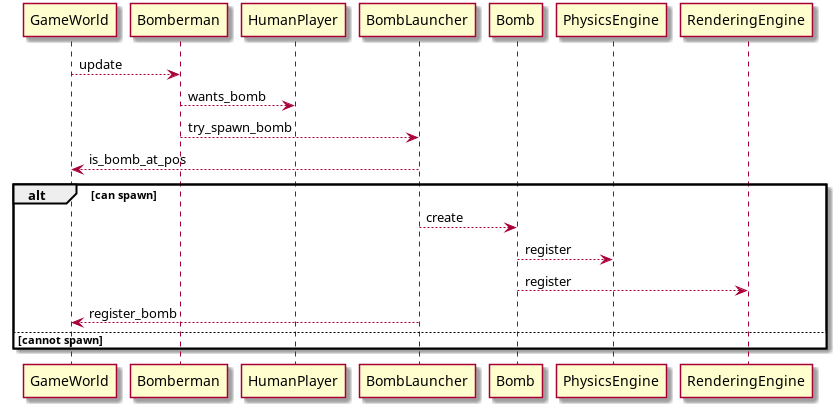 GameWorld Bomberman HumanPlayer BombLauncher Bomb PhysicsEngine RenderingEngine
update
wants_bomb
try_spawn_bomb
is_bomb_at_pos
alt [can spawn]
create
register
register
register_bomb
[cannot spawn]
GameWorld Bomberman HumanPlayer BombLauncher Bomb PhysicsEngine RenderingEngine